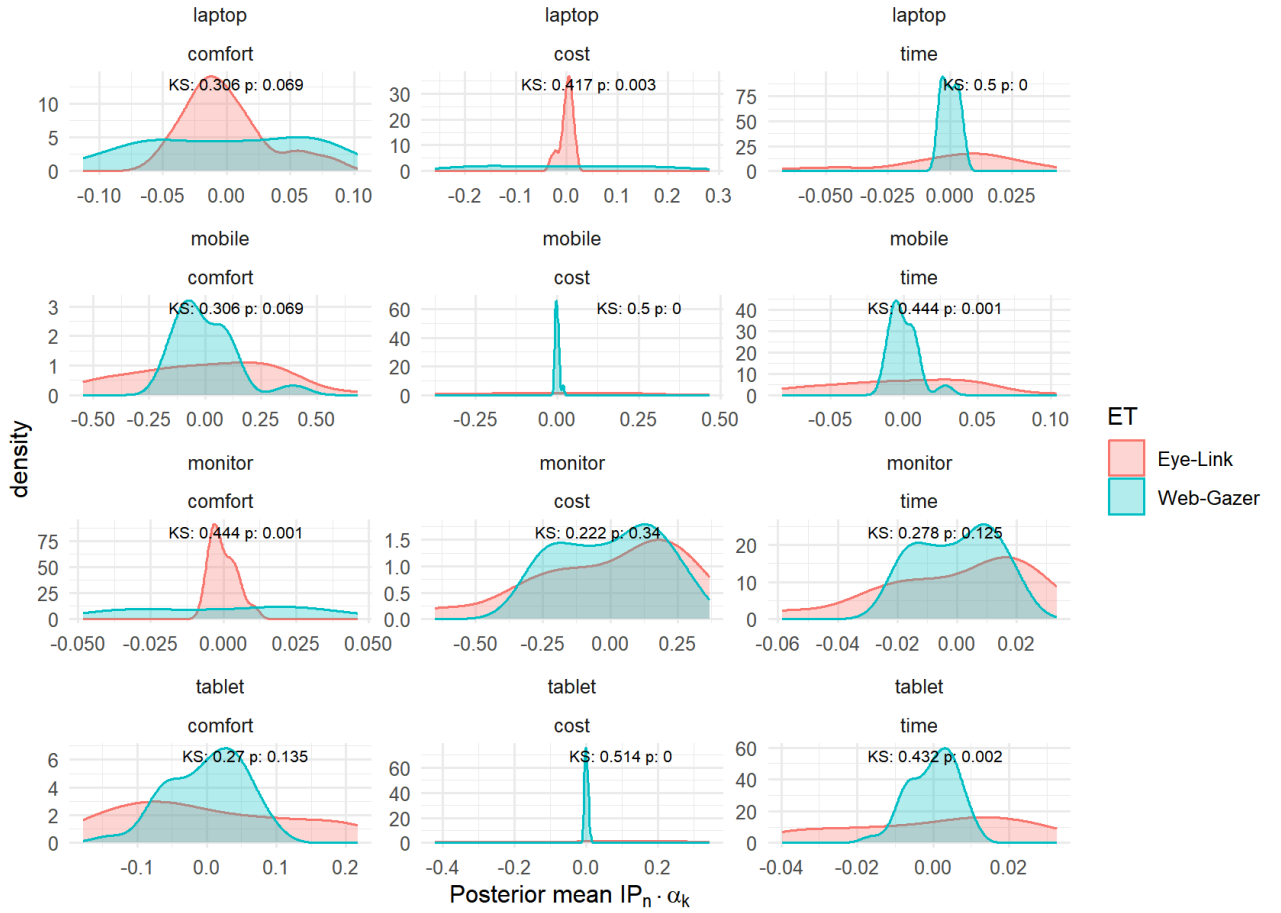 laptop
comfort
KS: 0.306 p: 0.069
10
5
0
-0.10
-0.05
0.00
0.05
0.10
laptop
cost
KS: 0.417 p: 0.003
30
20
10
0
-0.2
-0.1
0.0
0.1
0.2
0.3
laptop
time
KS: 0.5 p: 0
75
50
25
0
-0.050
-0.025
0.000
0.025
mobile
comfort
KS: 0.306 p: 0.069
3
2
1
0
-0.50
-0.25
0.00
0.25
0.50
mobile
cost
KS: 0.5 p: 0
60
40
20
0
-0.25
0.00
0.25
0.50
mobile
time
KS: 0.444 p: 0.001
40
30
20
10
0
-0.05
0.00
0.05
0.10
monitor
comfort
KS: 0.444 p: 0.001
75
50
25
0
-0.050
-0.025
0.000
0.025
0.050
monitor
cost
KS: 0.222 p: 0.34
1.5
1.0
0.5
0.0
-0.50
-0.25
0.00
0.25
monitor
time
KS: 0.278 p: 0.125
20
10
0
-0.06
-0.04
-0.02
0.00
0.02
tablet
comfort
KS: 0.27 p: 0.135
6
4
2
0
-0.1
0.0
0.1
0.2
tablet
cost
KS: 0.514 p: 0
60
40
20
0
-0.4
-0.2
0.0
0.2
tablet
time
KS: 0.432 p: 0.002
60
40
20
0
-0.04
-0.02
0.00
0.02
density
Posterior mean IPₙ · αₖ
ET
Eye-Link
Web-Gazer